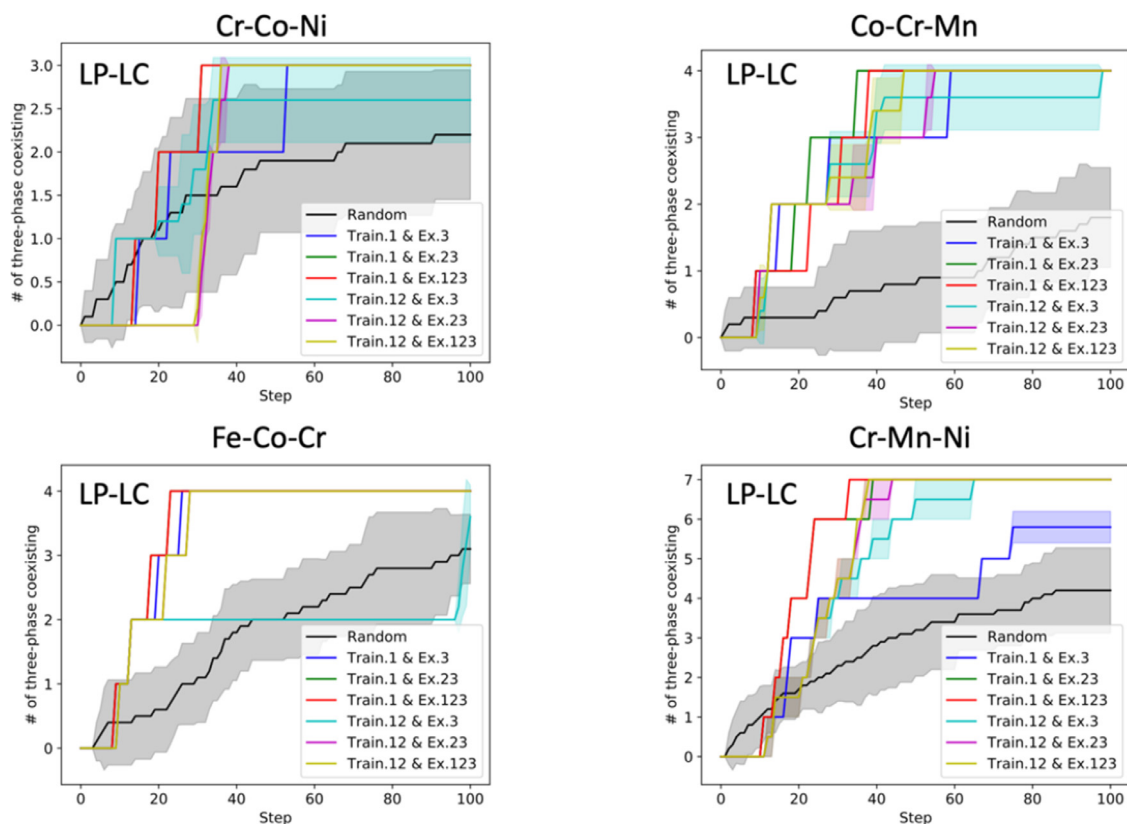 Cr-Co-Ni
LP-LC
# of three-phase coexisting
3.0
2.5
2.0
1.5
1.0
0.5
0.0
Random
Train.1 & Ex.3
Train.1 & Ex.23
Train.1 & Ex.123
Train.12 & Ex.3
Train.12 & Ex.23
Train.12 & Ex.123
0 20 40 60 80 100
Step
Co-Cr-Mn
LP-LC
# of three-phase coexisting
4
3
2
1
0
Random
Train.1 & Ex.3
Train.1 & Ex.23
Train.1 & Ex.123
Train.12 & Ex.3
Train.12 & Ex.23
Train.12 & Ex.123
0 20 40 60 80 100
Step
Fe-Co-Cr
LP-LC
# of three-phase coexisting
4
3
2
1
0
Random
Train.1 & Ex.3
Train.1 & Ex.23
Train.1 & Ex.123
Train.12 & Ex.3
Train.12 & Ex.23
Train.12 & Ex.123
0 20 40 60 80 100
Step
Cr-Mn-Ni
LP-LC
# of three-phase coexisting
7
6
5
4
3
2
1
0
Random
Train.1 & Ex.3
Train.1 & Ex.23
Train.1 & Ex.123
Train.12 & Ex.3
Train.12 & Ex.23
Train.12 & Ex.123
0 20 40 60 80 100
Step